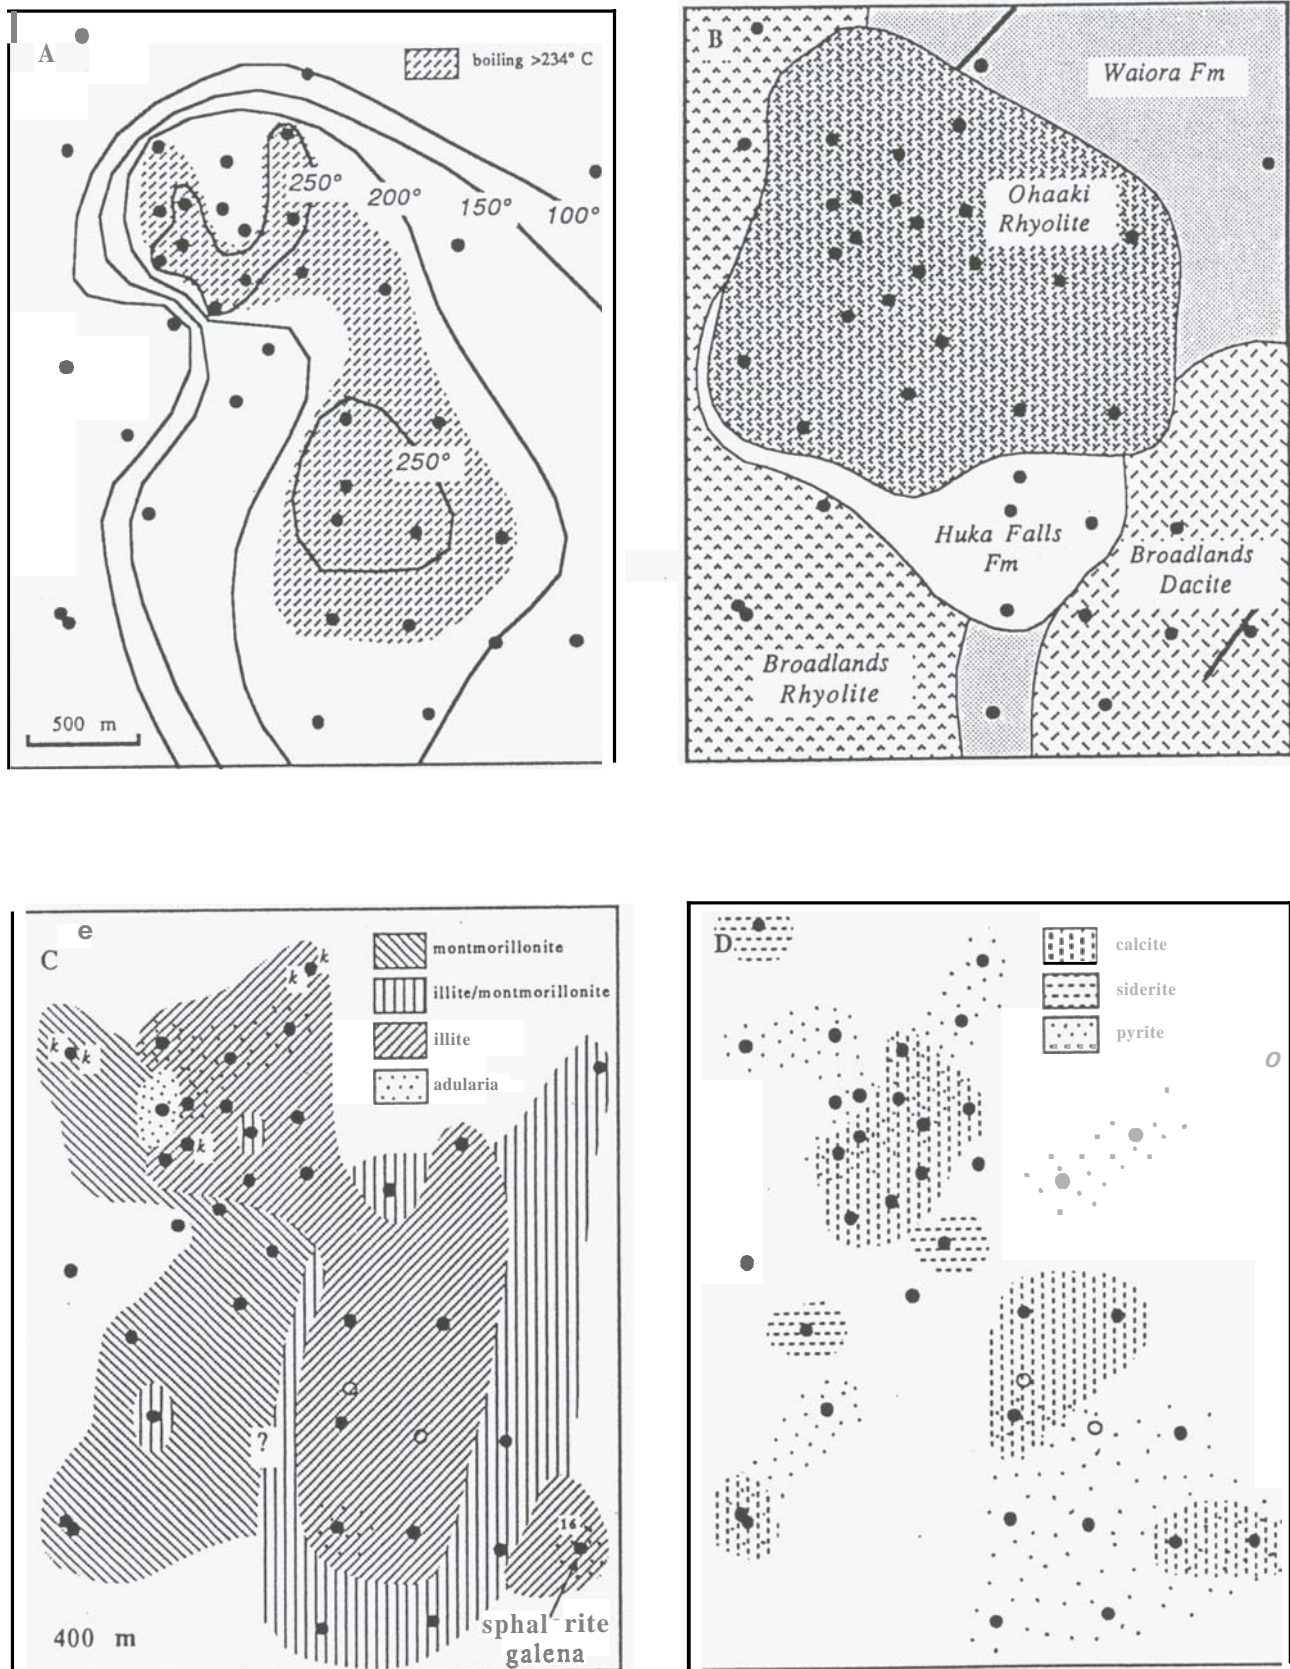 A
boiling >234° C
250°
200°
150°
100°
250°
500 m
B
Waiora Fm
Ohaaki
Rhyolite
Huka Falls
Fm
Broadlands
Dacite
Broadlands
Rhyolite
e
C
montmorillonite
illite/montmorillonite
illite
adularia
k
k
k
k
k
?
16
sphal rite
galena
400 m
D
calcite
siderite
pyrite
o